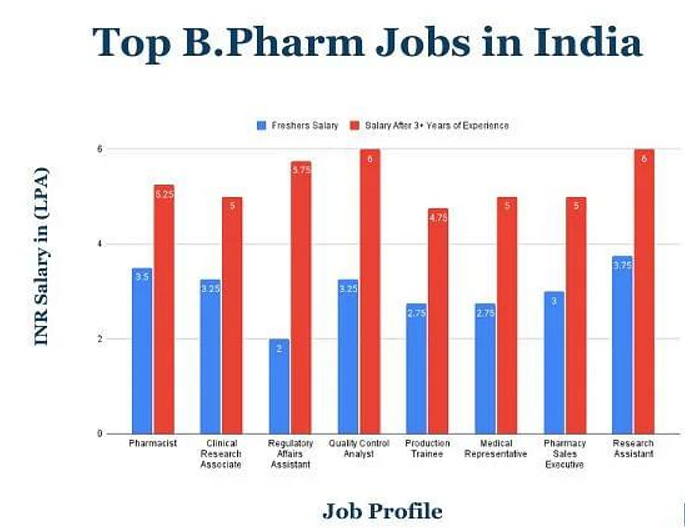 Top B.Pharm Jobs in India
Freshers Salary
Salary After 3+ Years of Experience
INR Salary in (LPA)
6
4
2
0
3.5
5.25
3.25
5
2
5.75
3.25
6
2.75
4.75
2.75
5
3
5
3.75
6
Pharmacist
Clinical
Research
Associate
Regulatory
Affairs
Assistant
Quality Control
Analyst
Production
Trainee
Medical
Representative
Pharmacy
Sales
Executive
Research
Assistant
Job Profile